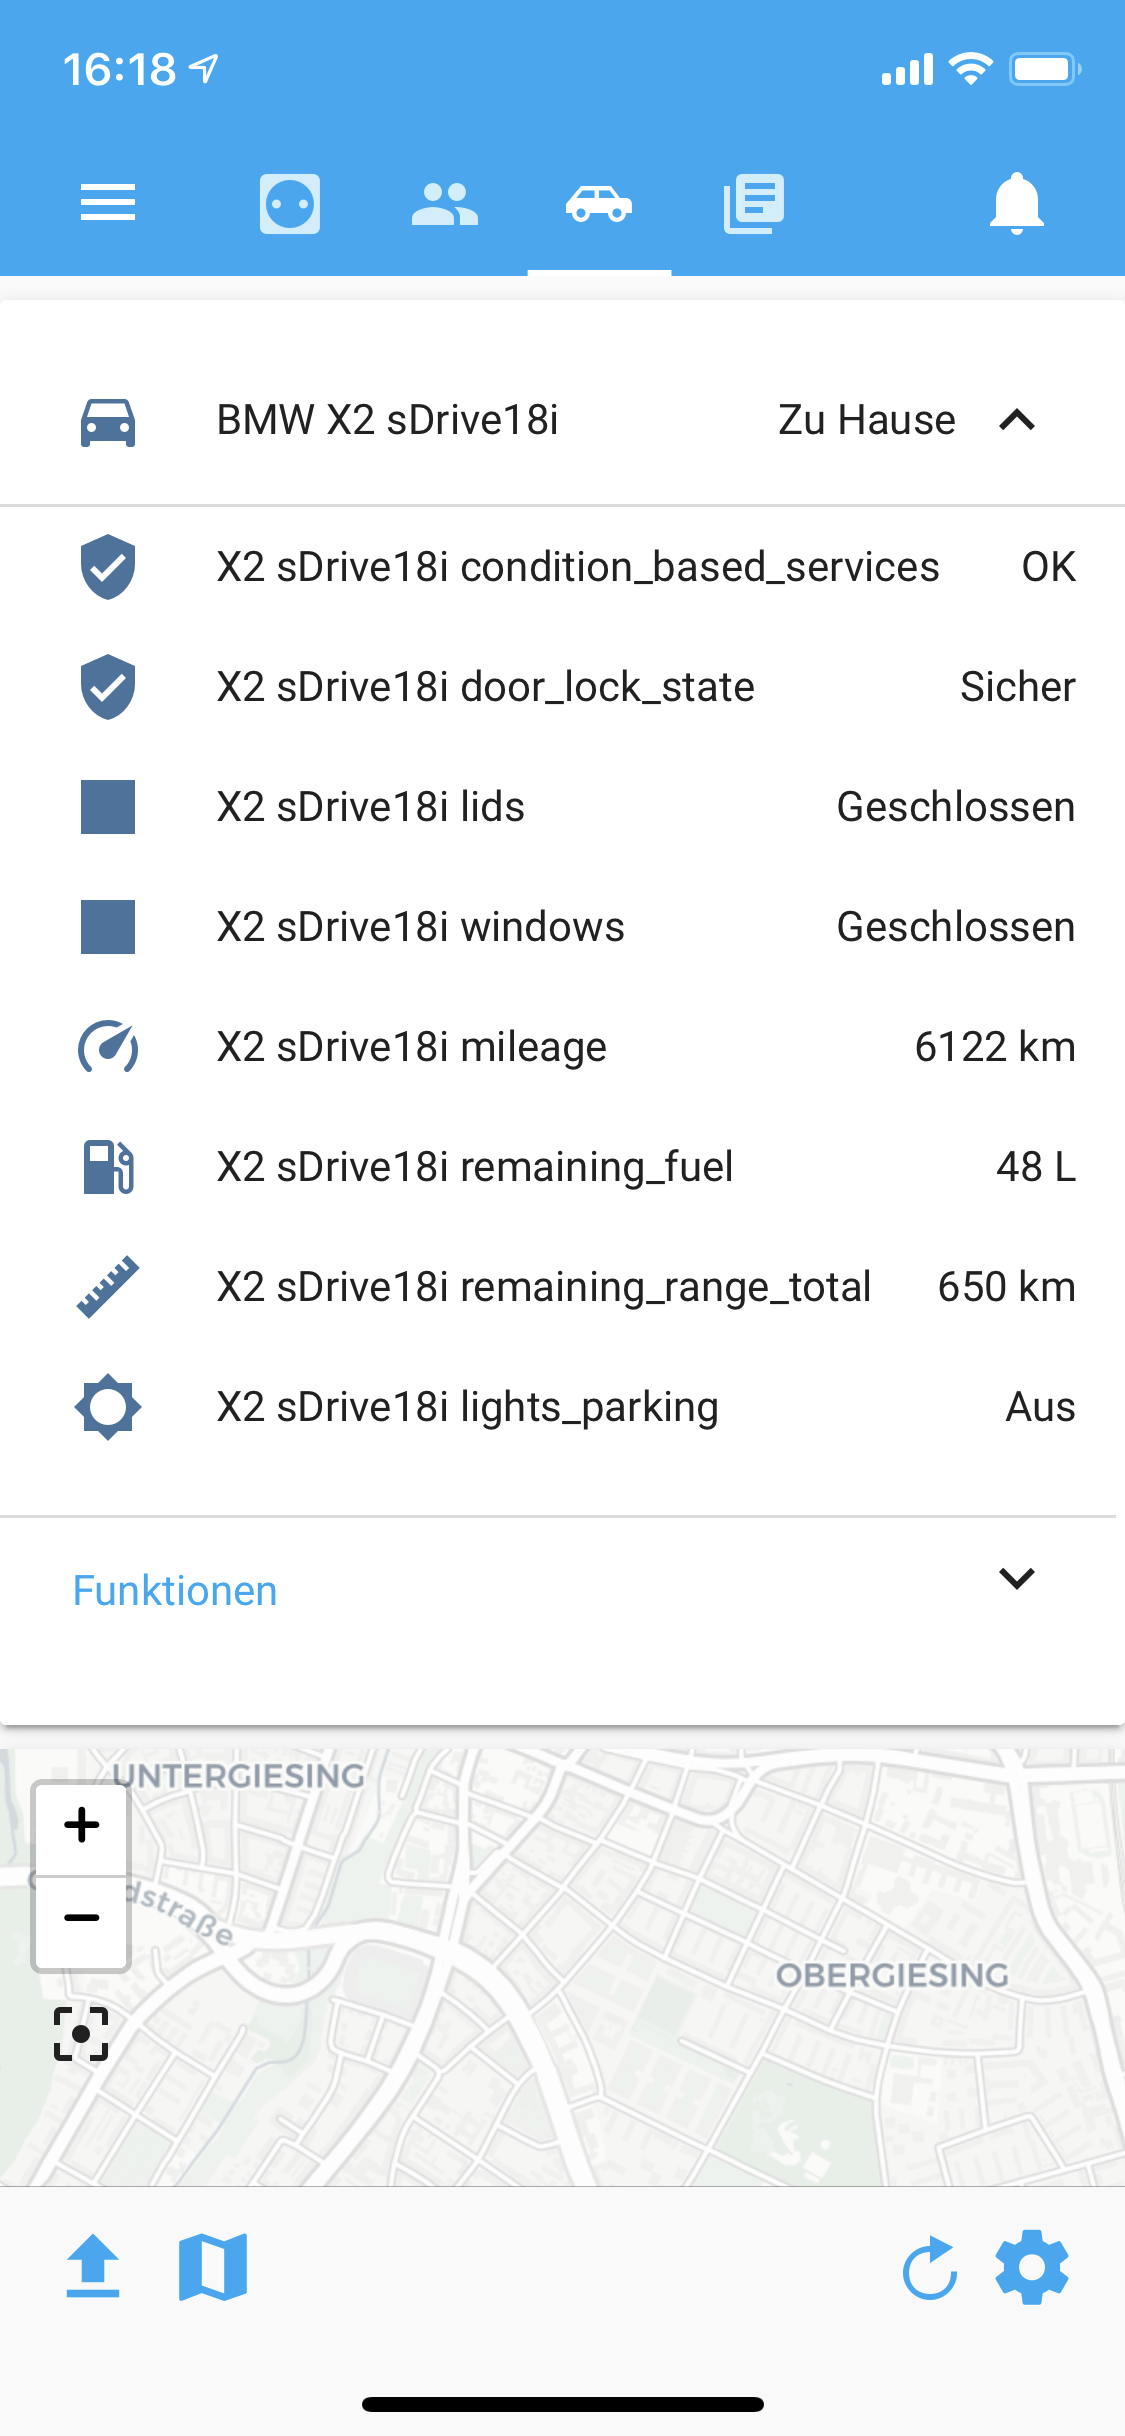 16:18
BMW X2 sDrive18i Zu Hause
X2 sDrive18i condition_based_services OK
X2 sDrive18i door_lock_state Sicher
X2 sDrive18i lids Geschlossen
X2 sDrive18i windows Geschlossen
X2 sDrive18i mileage 6122 km
X2 sDrive18i remaining_fuel 48 L
X2 sDrive18i remaining_range_total 650 km
X2 sDrive18i lights_parking Aus
Funktionen
UNTERGIESING
+
−
OBERGIESING